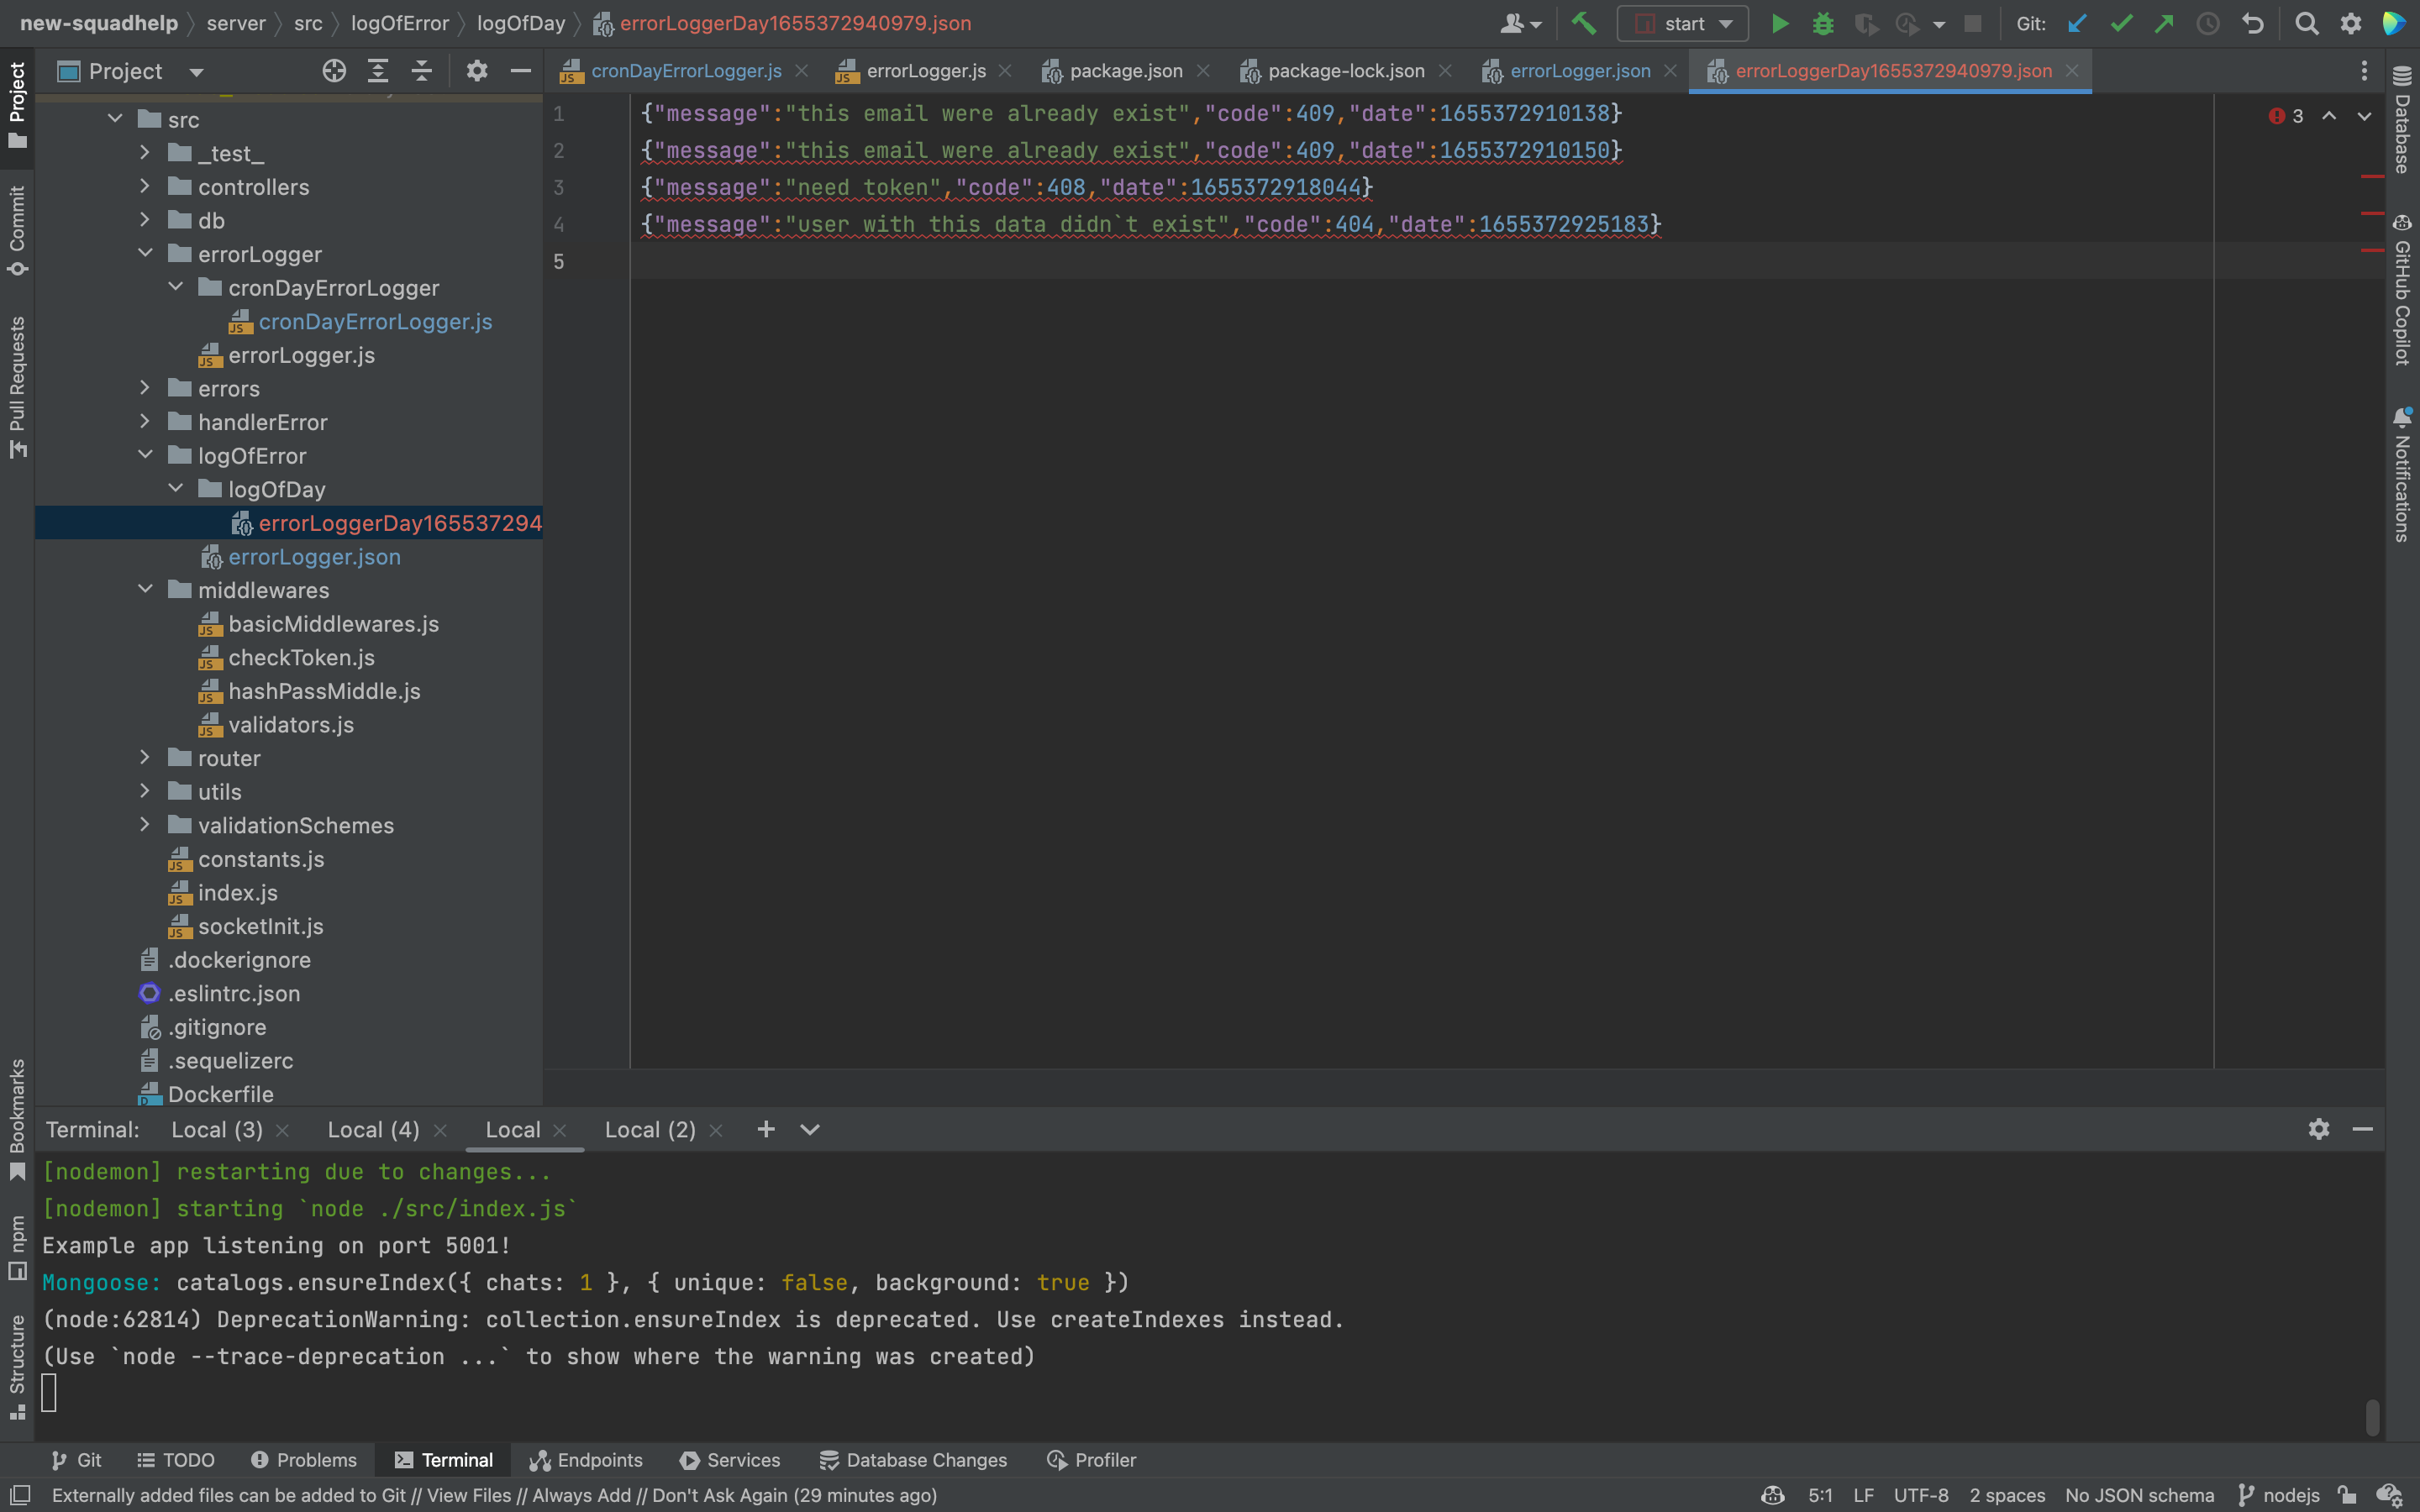 new-squadhelp server src logOfError logOfDay errorLoggerDay1655372940979.json start Git:
Project cronDayErrorLogger.js errorLogger.js package.json package-lock.json errorLogger.json errorLoggerDay1655372940979.json
src
_test_
controllers
db
errorLogger
cronDayErrorLogger
cronDayErrorLogger.js
errorLogger.js
errors
handlerError
logOfError
logOfDay
errorLoggerDay165537294
errorLogger.json
middlewares
basicMiddlewares.js
checkToken.js
hashPassMiddle.js
validators.js
router
utils
validationSchemes
constants.js
index.js
socketInit.js
.dockerignore
.eslintrc.json
.gitignore
.sequelizerc
Dockerfile
1 {"message":"this email were already exist","code":409,"date":1655372910138}
2 {"message":"this email were already exist","code":409,"date":1655372910150}
3 {"message":"need token","code":408,"date":1655372918044}
4 {"message":"user with this data didn`t exist","code":404,"date":1655372925183}
5
3
Project
Commit
Pull Requests
Bookmarks
npm
Structure
Database
GitHub Copilot
Notifications
Terminal: Local (3) Local (4) Local Local (2)
[nodemon] restarting due to changes...
[nodemon] starting `node ./src/index.js`
Example app listening on port 5001!
Mongoose: catalogs.ensureIndex({ chats: 1 }, { unique: false, background: true })
(node:62814) DeprecationWarning: collection.ensureIndex is deprecated. Use createIndexes instead.
(Use `node --trace-deprecation ...` to show where the warning was created)
Git TODO Problems Terminal Endpoints Services Database Changes Profiler
Externally added files can be added to Git // View Files // Always Add // Don't Ask Again (29 minutes ago) 5:1 LF UTF-8 2 spaces No JSON schema nodejs